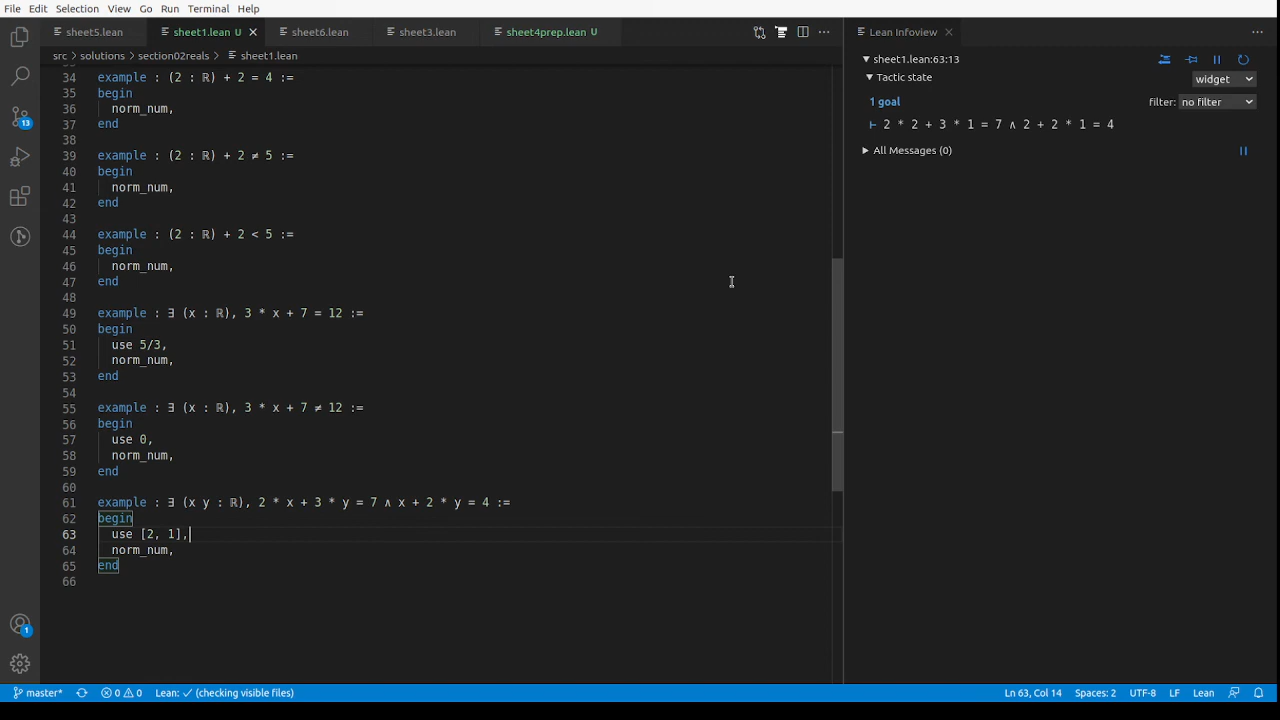 File Edit Selection View Go Run Terminal Help
sheet5.lean sheet1.lean U sheet6.lean sheet3.lean sheet4prep.lean U
src > solutions > section02reals > sheet1.lean
34 example : (2 : ℝ) + 2 = 4 :=
35 begin
36 norm_num,
37 end
38
39 example : (2 : ℝ) + 2 ≠ 5 :=
40 begin
41 norm_num,
42 end
43
44 example : (2 : ℝ) + 2 < 5 :=
45 begin
46 norm_num,
47 end
48
49 example : ∃ (x : ℝ), 3 * x + 7 = 12 :=
50 begin
51 use 5/3,
52 norm_num,
53 end
54
55 example : ∃ (x : ℝ), 3 * x + 7 ≠ 12 :=
56 begin
57 use 0,
58 norm_num,
59 end
60
61 example : ∃ (x y : ℝ), 2 * x + 3 * y = 7 ∧ x + 2 * y = 4 :=
62 begin
63 use [2, 1],
64 norm_num,
65 end
66
Lean Infoview
sheet1.lean:63:13
Tactic state
widget
1 goal
filter: no filter
⊢ 2 * 2 + 3 * 1 = 7 ∧ 2 + 2 * 1 = 4
All Messages (0)
13
1
master* 0 0 Lean: ✓ (checking visible files) Ln 63, Col 14 Spaces: 2 UTF-8 LF Lean